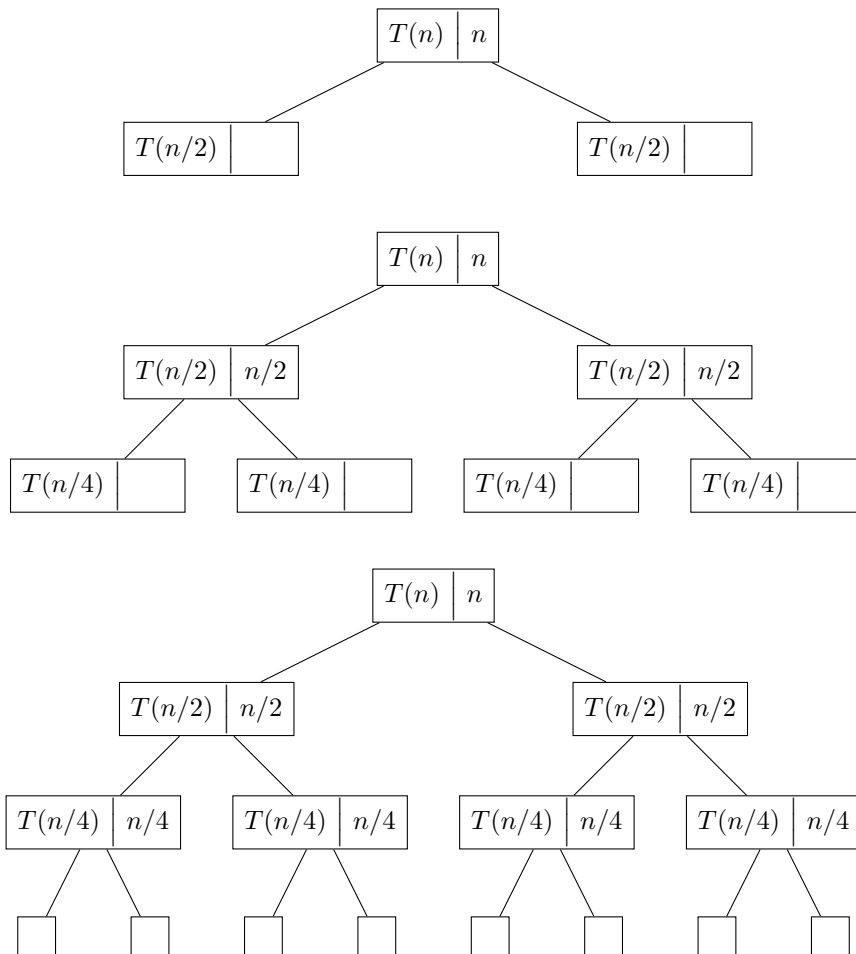 T(n) n
T(n/2) T(n/2)
T(n) n
T(n/2) n/2 T(n/2) n/2
T(n/4) T(n/4) T(n/4) T(n/4)
T(n) n
T(n/2) n/2 T(n/2) n/2
T(n/4) n/4 T(n/4) n/4 T(n/4) n/4 T(n/4) n/4